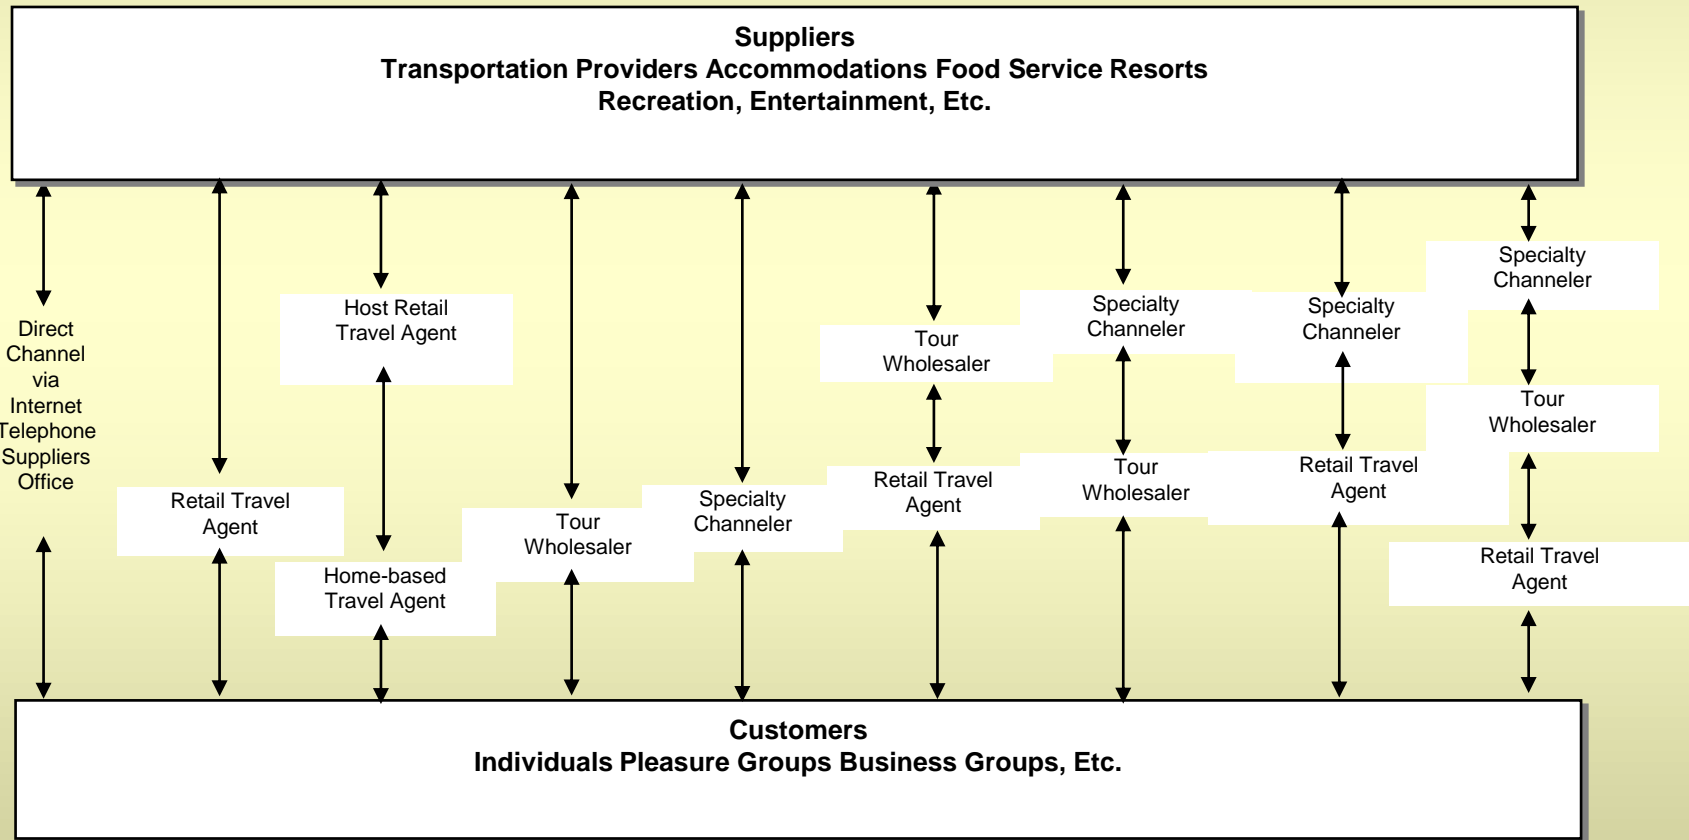 Suppliers
Transportation Providers Accommodations Food Service Resorts
Recreation, Entertainment, Etc.
Direct
Channel
via
Internet
Telephone
Suppliers
Office
Retail Travel
Agent
Host Retail
Travel Agent
Home-based
Travel Agent
Tour
Wholesaler
Specialty
Channeler
Tour
Wholesaler
Retail Travel
Agent
Specialty
Channeler
Tour
Wholesaler
Specialty
Channeler
Retail Travel
Agent
Specialty
Channeler
Tour
Wholesaler
Retail Travel
Agent
Customers
Individuals Pleasure Groups Business Groups, Etc.